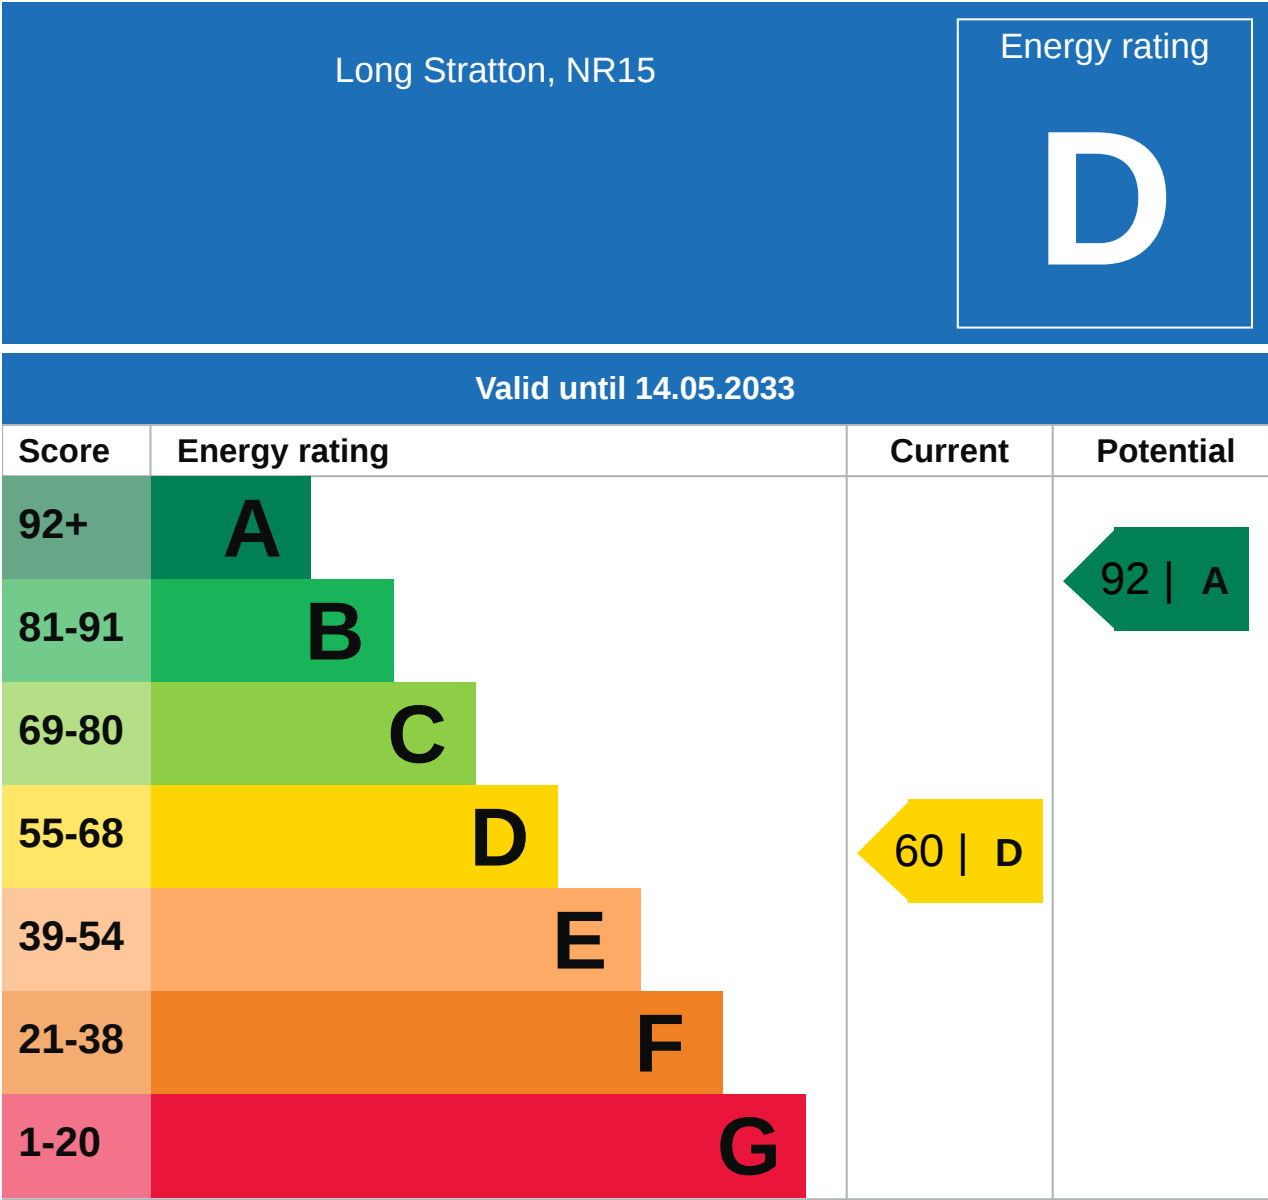 Long Stratton, NR15
Energy rating
D
Valid until 14.05.2033
Score Energy rating Current Potential
92+ A
92 | A
81-91 B
69-80 C
55-68 D
60 | D
39-54 E
21-38 F
1-20 G